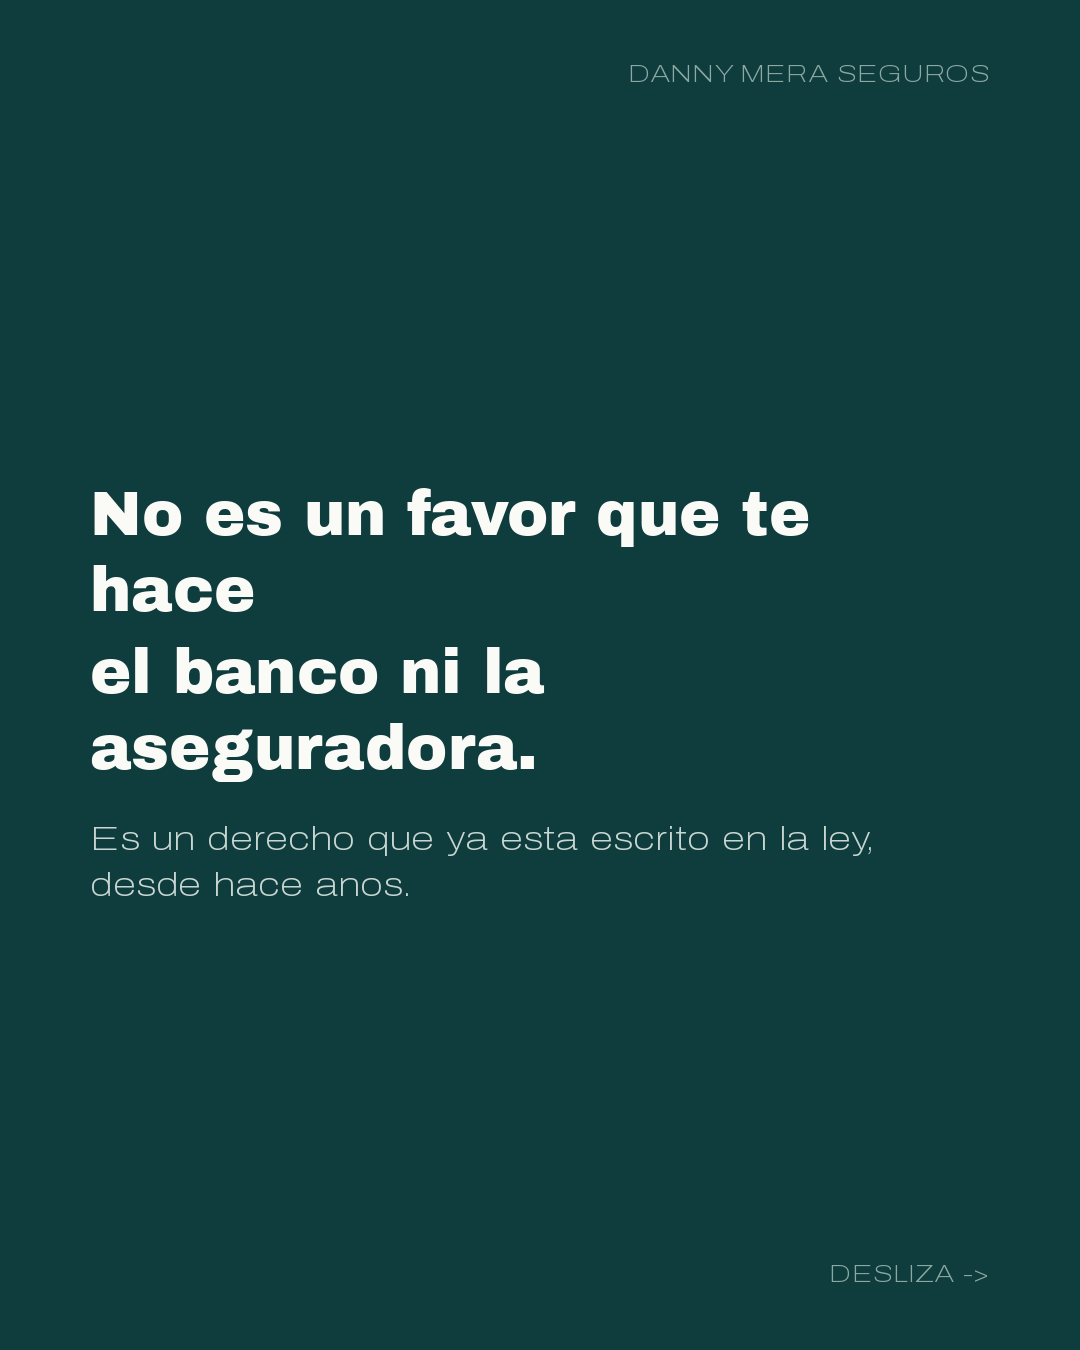 DANNY MERA SEGUROS
No es un favor que te
hace
el banco ni la
aseguradora.
Es un derecho que ya esta escrito en la ley,
desde hace anos.
DESLIZA ->